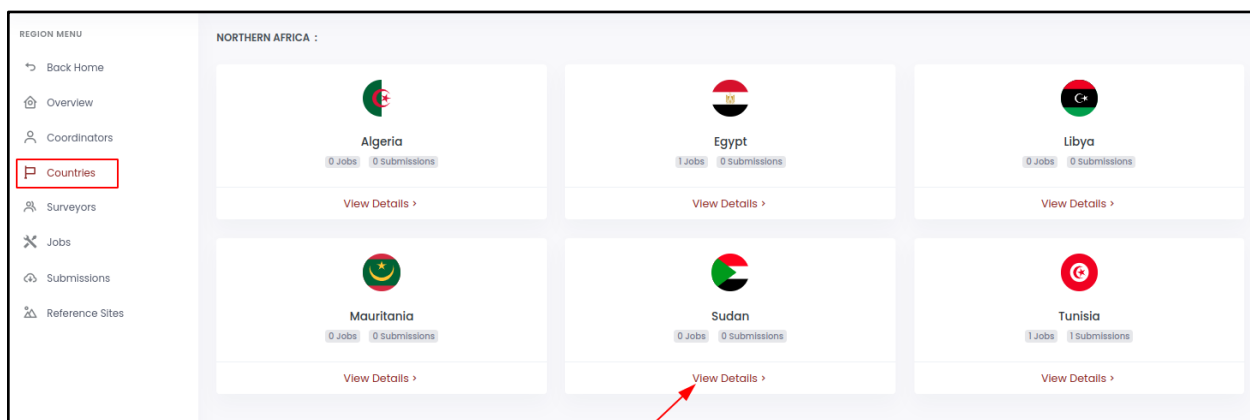 REGION MENU
Back Home
Overview
Coordinators
Countries
Surveyors
Jobs
Submissions
Reference Sites
NORTHERN AFRICA :
Algeria
0 Jobs 0 Submissions
View Details >
Egypt
1 Jobs 0 Submissions
View Details >
Libya
0 Jobs 0 Submissions
View Details >
Mauritania
0 Jobs 0 Submissions
View Details >
Sudan
0 Jobs 0 Submissions
View Details >
Tunisia
1 Jobs 1 Submissions
View Details >